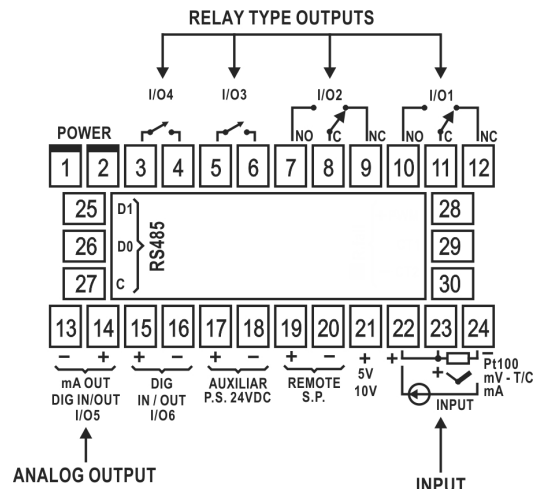 RELAY TYPE OUTPUTS
I/O4 I/O3 I/O2 I/O1
POWER NO C NC NO C NC
1 2 3 4 5 6 7 8 9 10 11 12
25 D1 28
26 D0 RS485 29
27 C 30
13 14 15 16 17 18 19 20 21 22 23 24
− + + − + − + − + + −
mA OUT DIG AUXILIAR REMOTE 5V + Pt100
DIG IN/OUT IN / OUT P.S. 24VDC S.P. 10V mV - T/C
I/O5 I/O6 INPUT mA
ANALOG OUTPUT INPUT